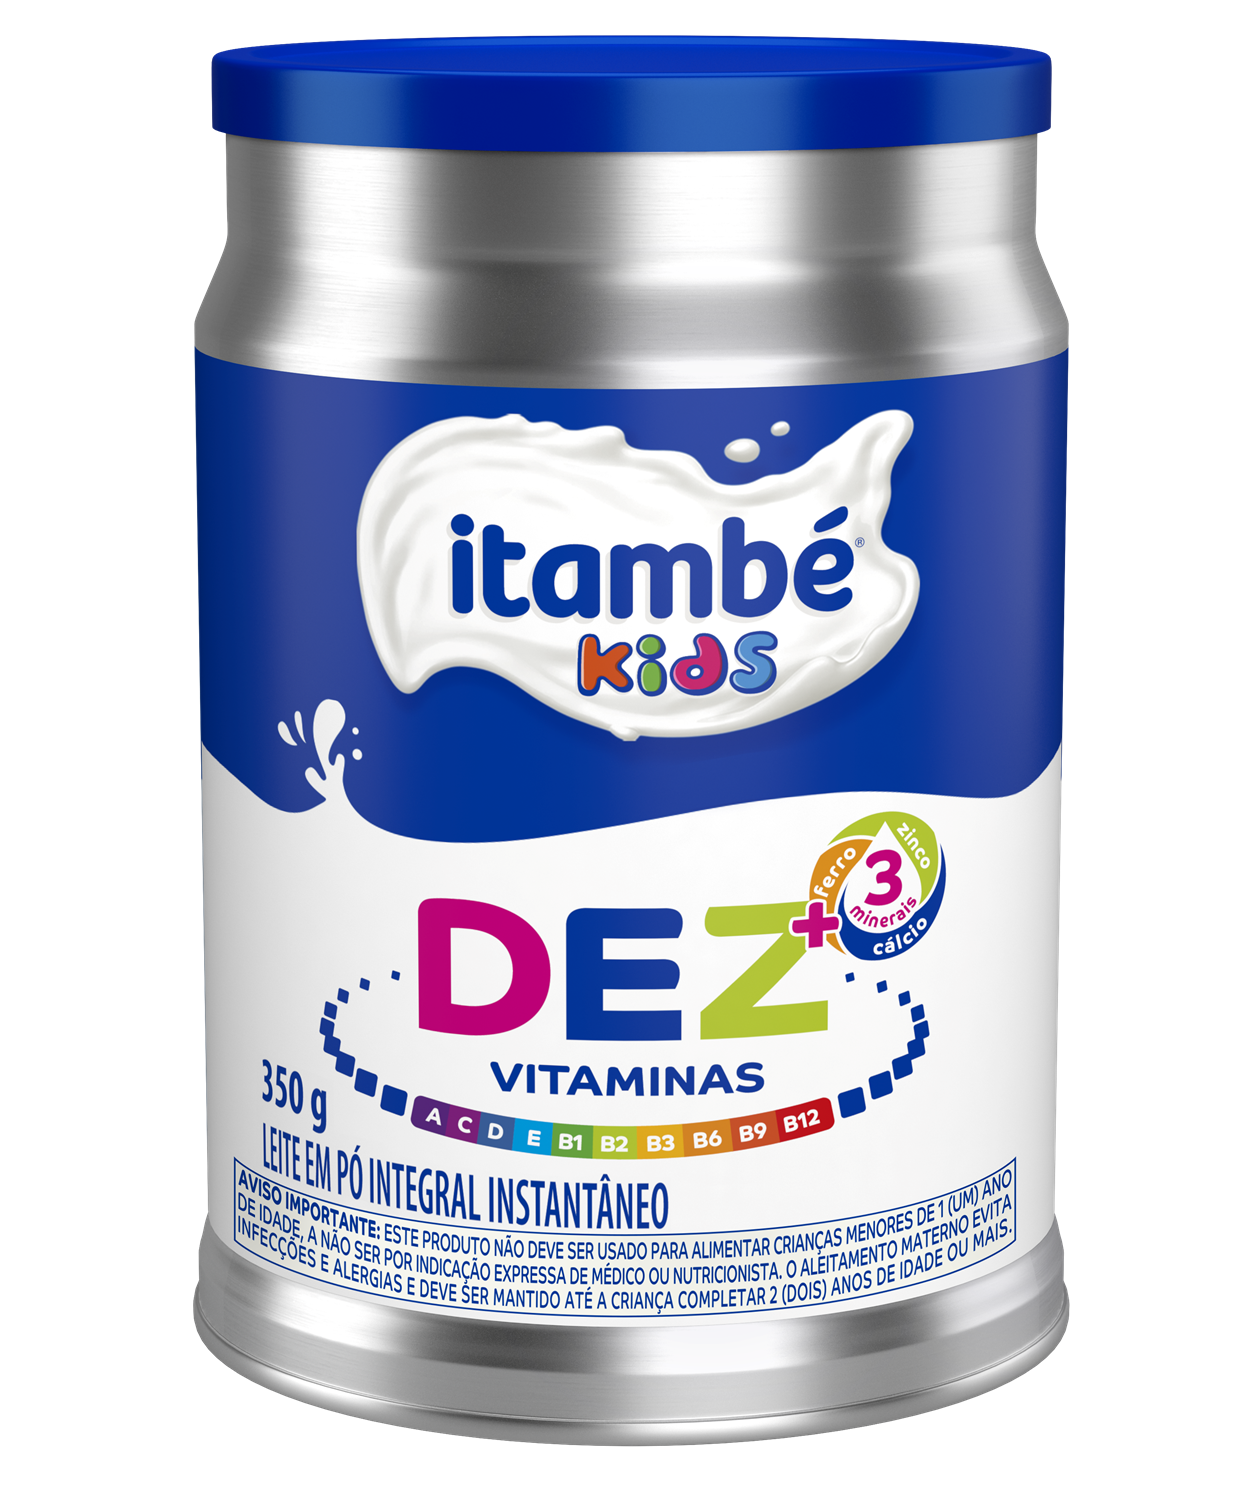 itambé®
kids
DEZ+
ferro
zinco
3
minerais
cálcio
VITAMINAS
A C D E B1 B2 B3 B6 B9 B12
350 g
LEITE EM PÓ INTEGRAL INSTANTÂNEO
AVISO IMPORTANTE: ESTE PRODUTO NÃO DEVE SER USADO PARA ALIMENTAR CRIANÇAS MENORES DE 1 (UM) ANO
DE IDADE, A NÃO SER POR INDICAÇÃO EXPRESSA DE MÉDICO OU NUTRICIONISTA. O ALEITAMENTO MATERNO EVITA
INFECÇÕES E ALERGIAS E DEVE SER MANTIDO ATÉ A CRIANÇA COMPLETAR 2 (DOIS) ANOS DE IDADE OU MAIS.